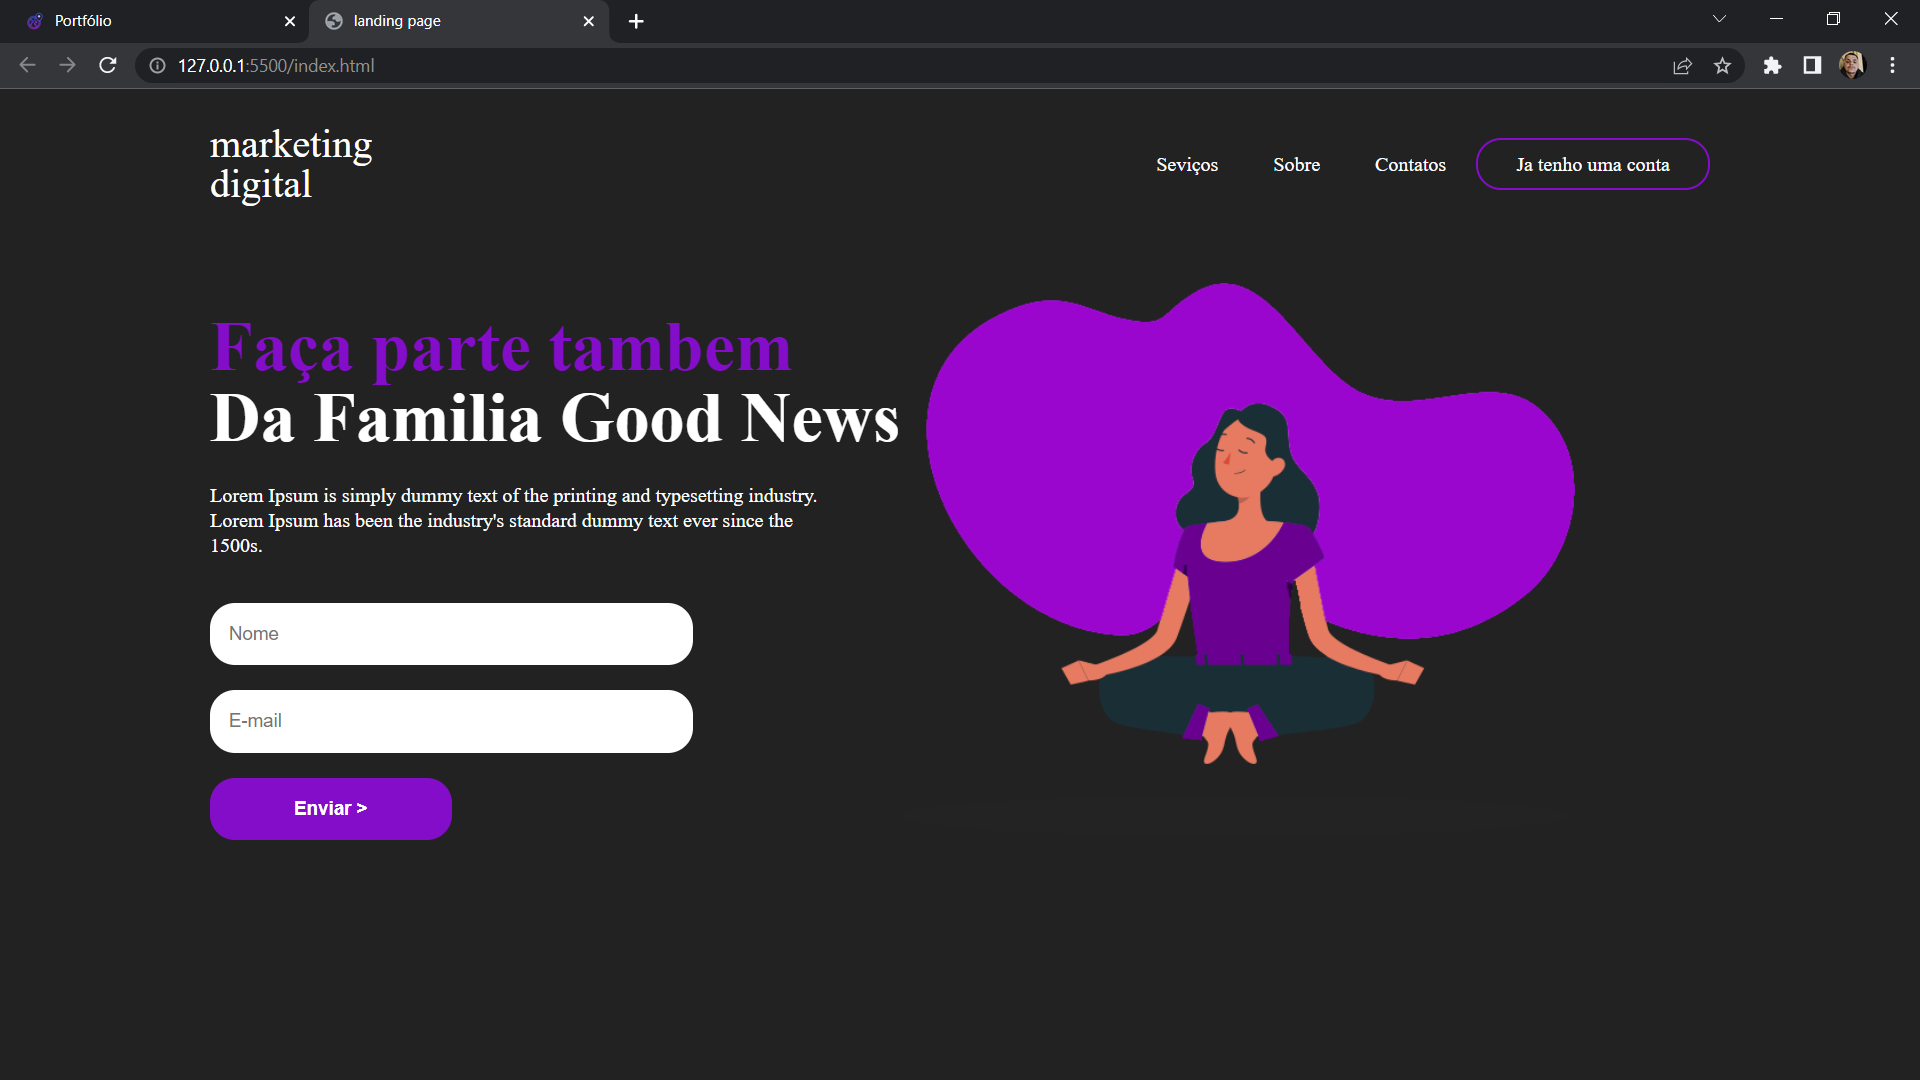 Portfólio
landing page
127.0.0.1:5500/index.html
marketing
digital
Seviços
Sobre
Contatos
Ja tenho uma conta
Faça parte tambem
Da Familia Good News
Lorem Ipsum is simply dummy text of the printing and typesetting industry.
Lorem Ipsum has been the industry's standard dummy text ever since the
1500s.
Nome
E-mail
Enviar >